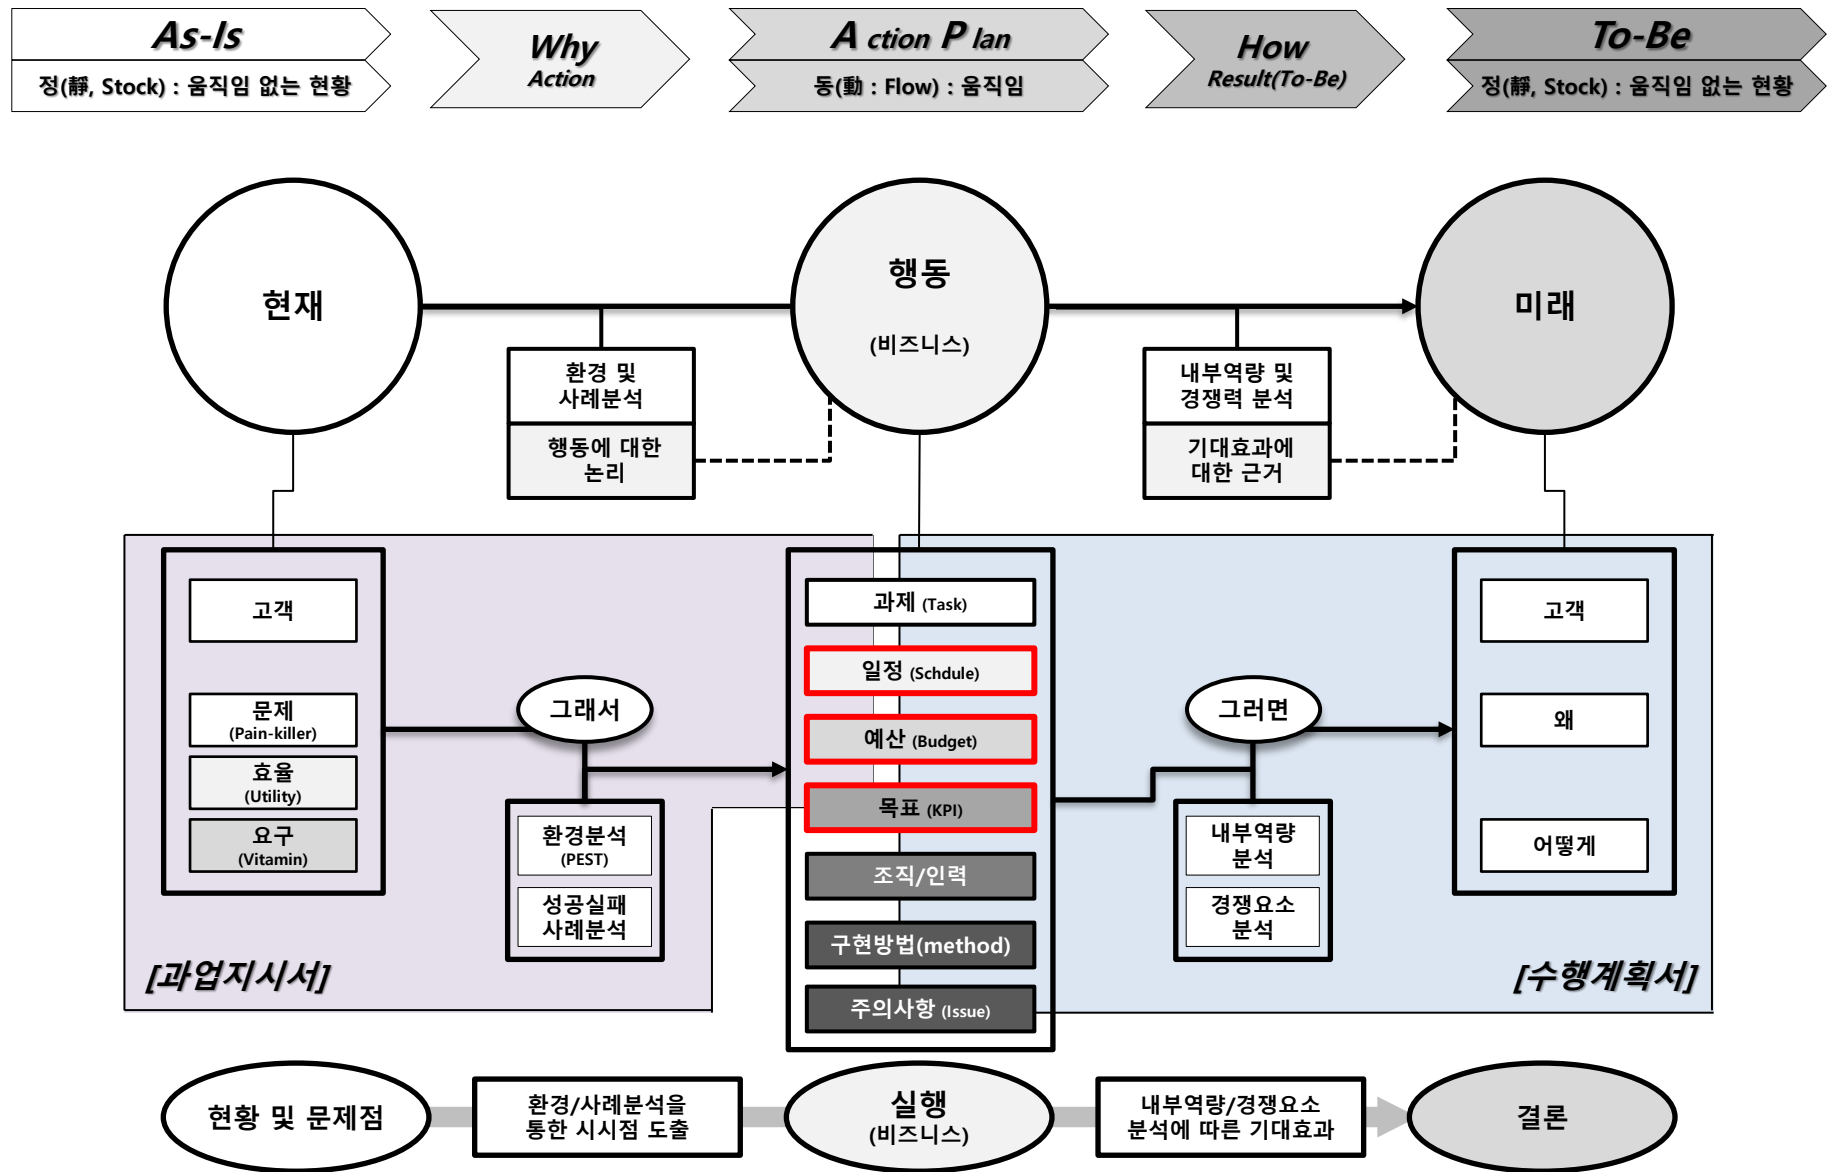 As-Is
정(靜, Stock) : 움직임 없는 현황
Why
Action
A ction P lan
동(動 : Flow) : 움직임
How
Result(To-Be)
To-Be
정(靜, Stock) : 움직임 없는 현황
현재
행동
(비즈니스)
미래
환경 및
사례분석
행동에 대한
논리
내부역량 및
경쟁력 분석
기대효과에
대한 근거
고객
문제
(Pain-killer)
효율
(Utility)
요구
(Vitamin)
그래서
환경분석
(PEST)
성공실패
사례분석
[과업지시서]
과제 (Task)
일정 (Schdule)
예산 (Budget)
목표 (KPI)
조직/인력
구현방법(method)
주의사항 (Issue)
그러면
내부역량
분석
경쟁요소
분석
고객
왜
어떻게
[수행계획서]
현황 및 문제점
환경/사례분석을
통한 시시점 도출
실행
(비즈니스)
내부역량/경쟁요소
분석에 따른 기대효과
결론